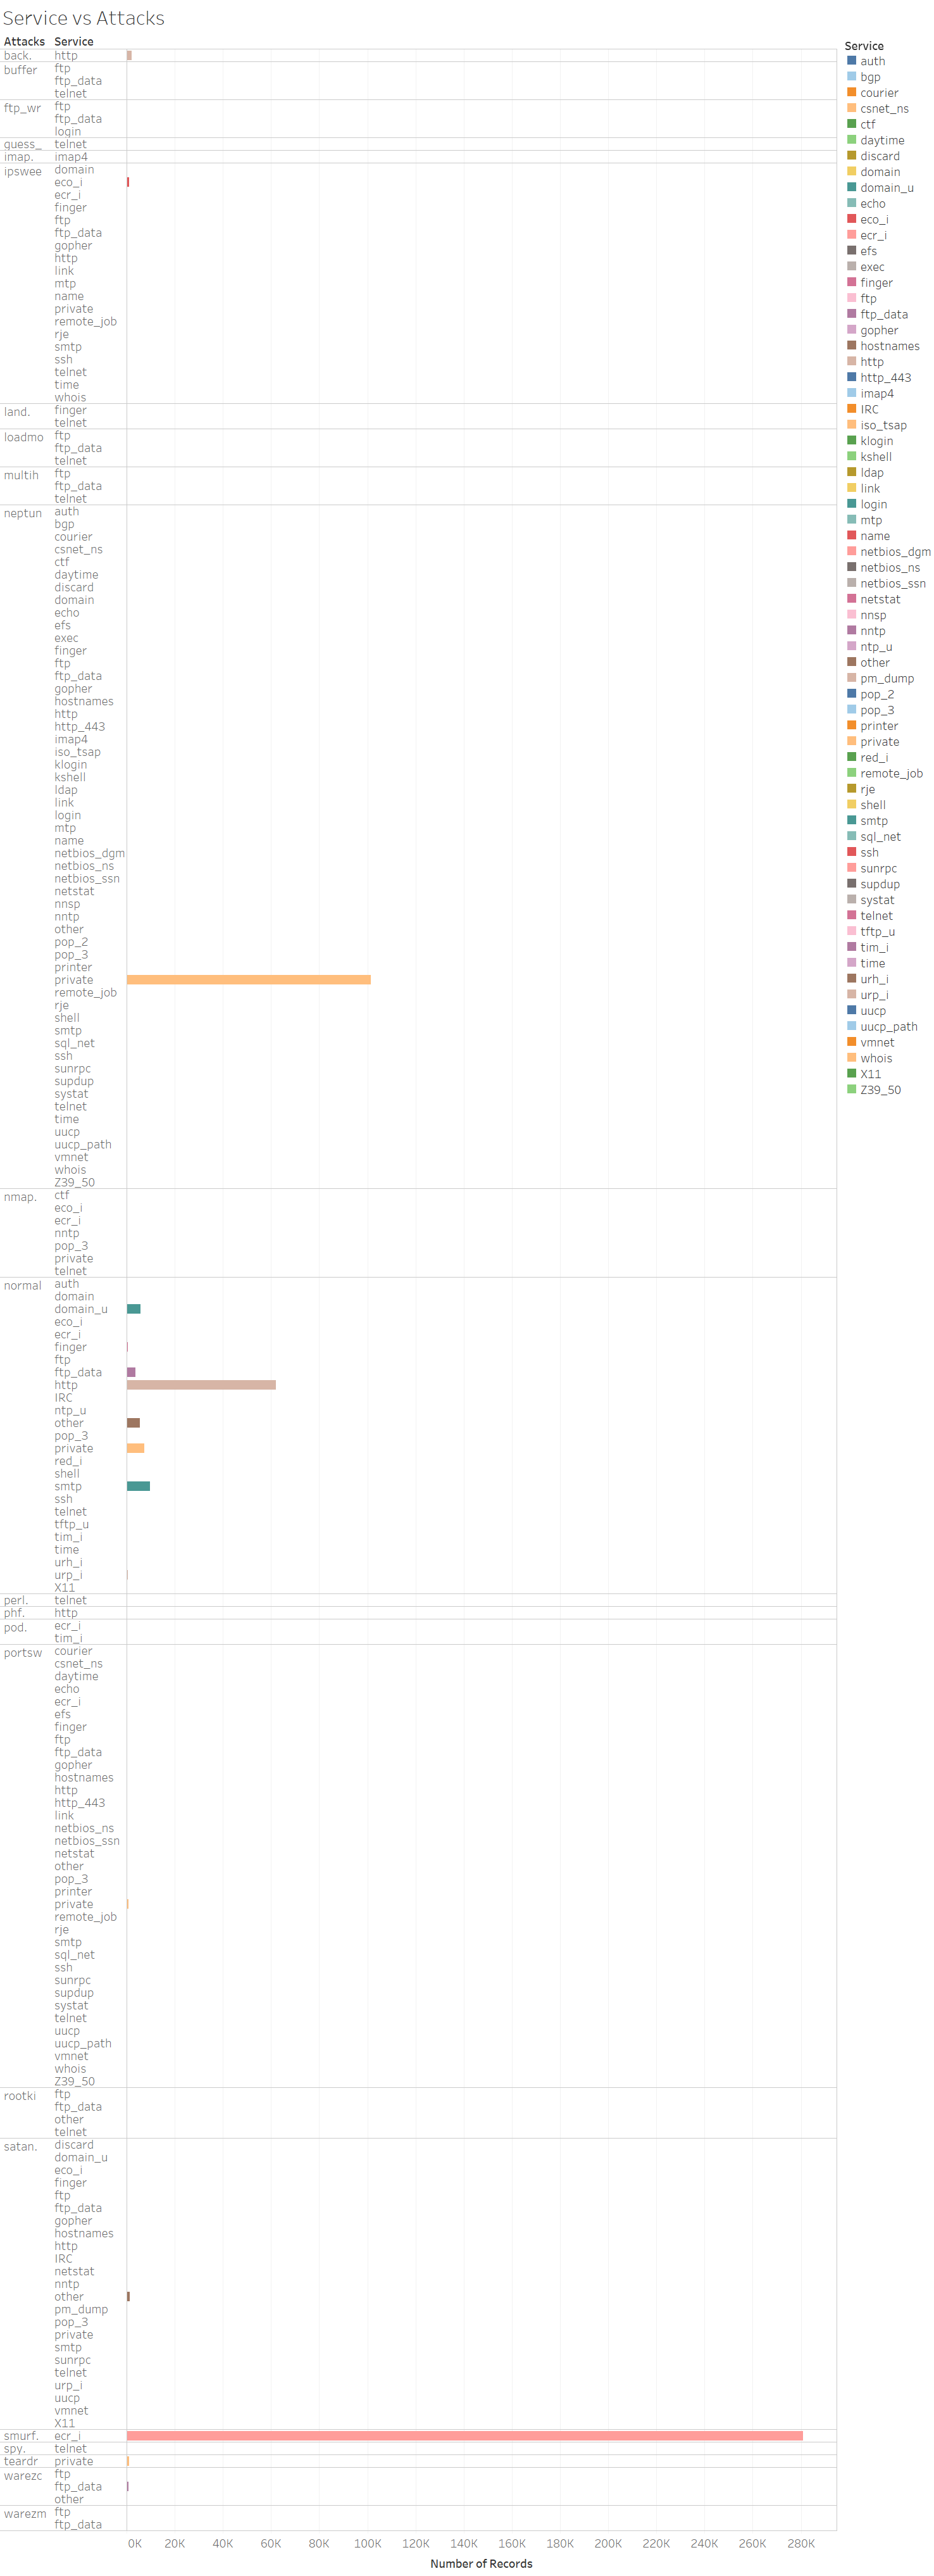 Service vs Attacks
Attacks Service
back. http
buffer ftp
ftp_data
telnet
ftp_wr ftp
ftp_data
login
guess_ telnet
imap. imap4
ipswee domain
eco_i
ecr_i
finger
ftp
ftp_data
gopher
http
link
mtp
name
private
remote_job
rje
smtp
ssh
telnet
time
whois
land. finger
telnet
loadmo ftp
ftp_data
telnet
multih ftp
ftp_data
telnet
neptun auth
bgp
courier
csnet_ns
ctf
daytime
discard
domain
echo
efs
exec
finger
ftp
ftp_data
gopher
hostnames
http
http_443
imap4
iso_tsap
klogin
kshell
ldap
link
login
mtp
name
netbios_dgm
netbios_ns
netbios_ssn
netstat
nnsp
nntp
other
pop_2
pop_3
printer
private
remote_job
rje
shell
smtp
sql_net
ssh
sunrpc
supdup
systat
telnet
time
uucp
uucp_path
vmnet
whois
Z39_50
nmap. ctf
eco_i
ecr_i
nntp
pop_3
private
telnet
normal auth
domain
domain_u
eco_i
ecr_i
finger
ftp
ftp_data
http
IRC
ntp_u
other
pop_3
private
red_i
shell
smtp
ssh
telnet
tftp_u
tim_i
time
urh_i
urp_i
X11
perl. telnet
phf. http
pod. ecr_i
tim_i
portsw courier
csnet_ns
daytime
echo
ecr_i
efs
finger
ftp
ftp_data
gopher
hostnames
http
http_443
link
netbios_ns
netbios_ssn
netstat
other
pop_3
printer
private
remote_job
rje
smtp
sql_net
ssh
sunrpc
supdup
systat
telnet
uucp
uucp_path
vmnet
whois
Z39_50
rootki ftp
ftp_data
other
telnet
satan. discard
domain_u
eco_i
finger
ftp
ftp_data
gopher
hostnames
http
IRC
netstat
nntp
other
pm_dump
pop_3
private
smtp
sunrpc
telnet
urp_i
uucp
vmnet
X11
smurf. ecr_i
spy. telnet
teardr private
warezc ftp
ftp_data
other
warezm ftp
ftp_data
0K 20K 40K 60K 80K 100K 120K 140K 160K 180K 200K 220K 240K 260K 280K
Number of Records
Service
auth
bgp
courier
csnet_ns
ctf
daytime
discard
domain
domain_u
echo
eco_i
ecr_i
efs
exec
finger
ftp
ftp_data
gopher
hostnames
http
http_443
imap4
IRC
iso_tsap
klogin
kshell
ldap
link
login
mtp
name
netbios_dgm
netbios_ns
netbios_ssn
netstat
nnsp
nntp
ntp_u
other
pm_dump
pop_2
pop_3
printer
private
red_i
remote_job
rje
shell
smtp
sql_net
ssh
sunrpc
supdup
systat
telnet
tftp_u
tim_i
time
urh_i
urp_i
uucp
uucp_path
vmnet
whois
X11
Z39_50